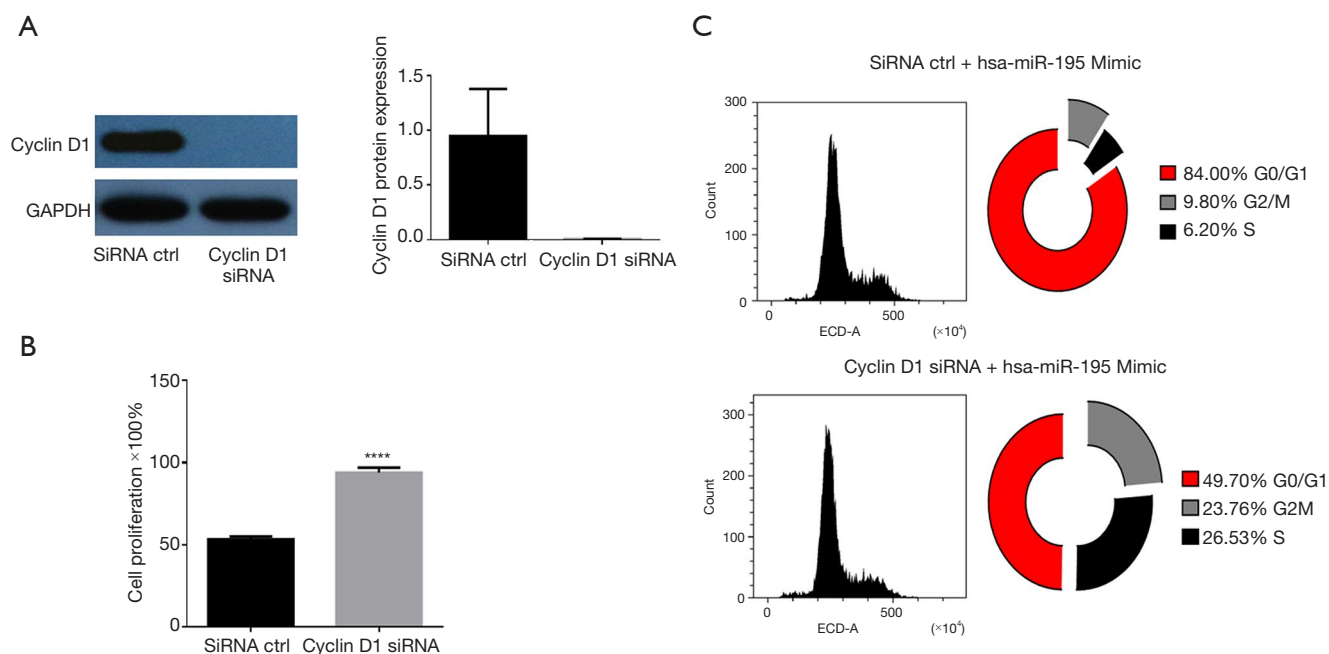 A
Cyclin D1
GAPDH
SiRNA ctrl
Cyclin D1
siRNA
Cyclin D1 protein expression
1.5
1.0
0.5
0.0
SiRNA ctrl
Cyclin D1 siRNA
B
Cell proliferation ×100%
150
100
50
0
****
SiRNA ctrl
Cyclin D1 siRNA
C
SiRNA ctrl + hsa-miR-195 Mimic
Count
300
200
100
0
0
500
ECD-A
(×10⁴)
84.00% G0/G1
9.80% G2/M
6.20% S
Cyclin D1 siRNA + hsa-miR-195 Mimic
Count
300
200
100
0
0
500
ECD-A
(×10⁴)
49.70% G0/G1
23.76% G2M
26.53% S